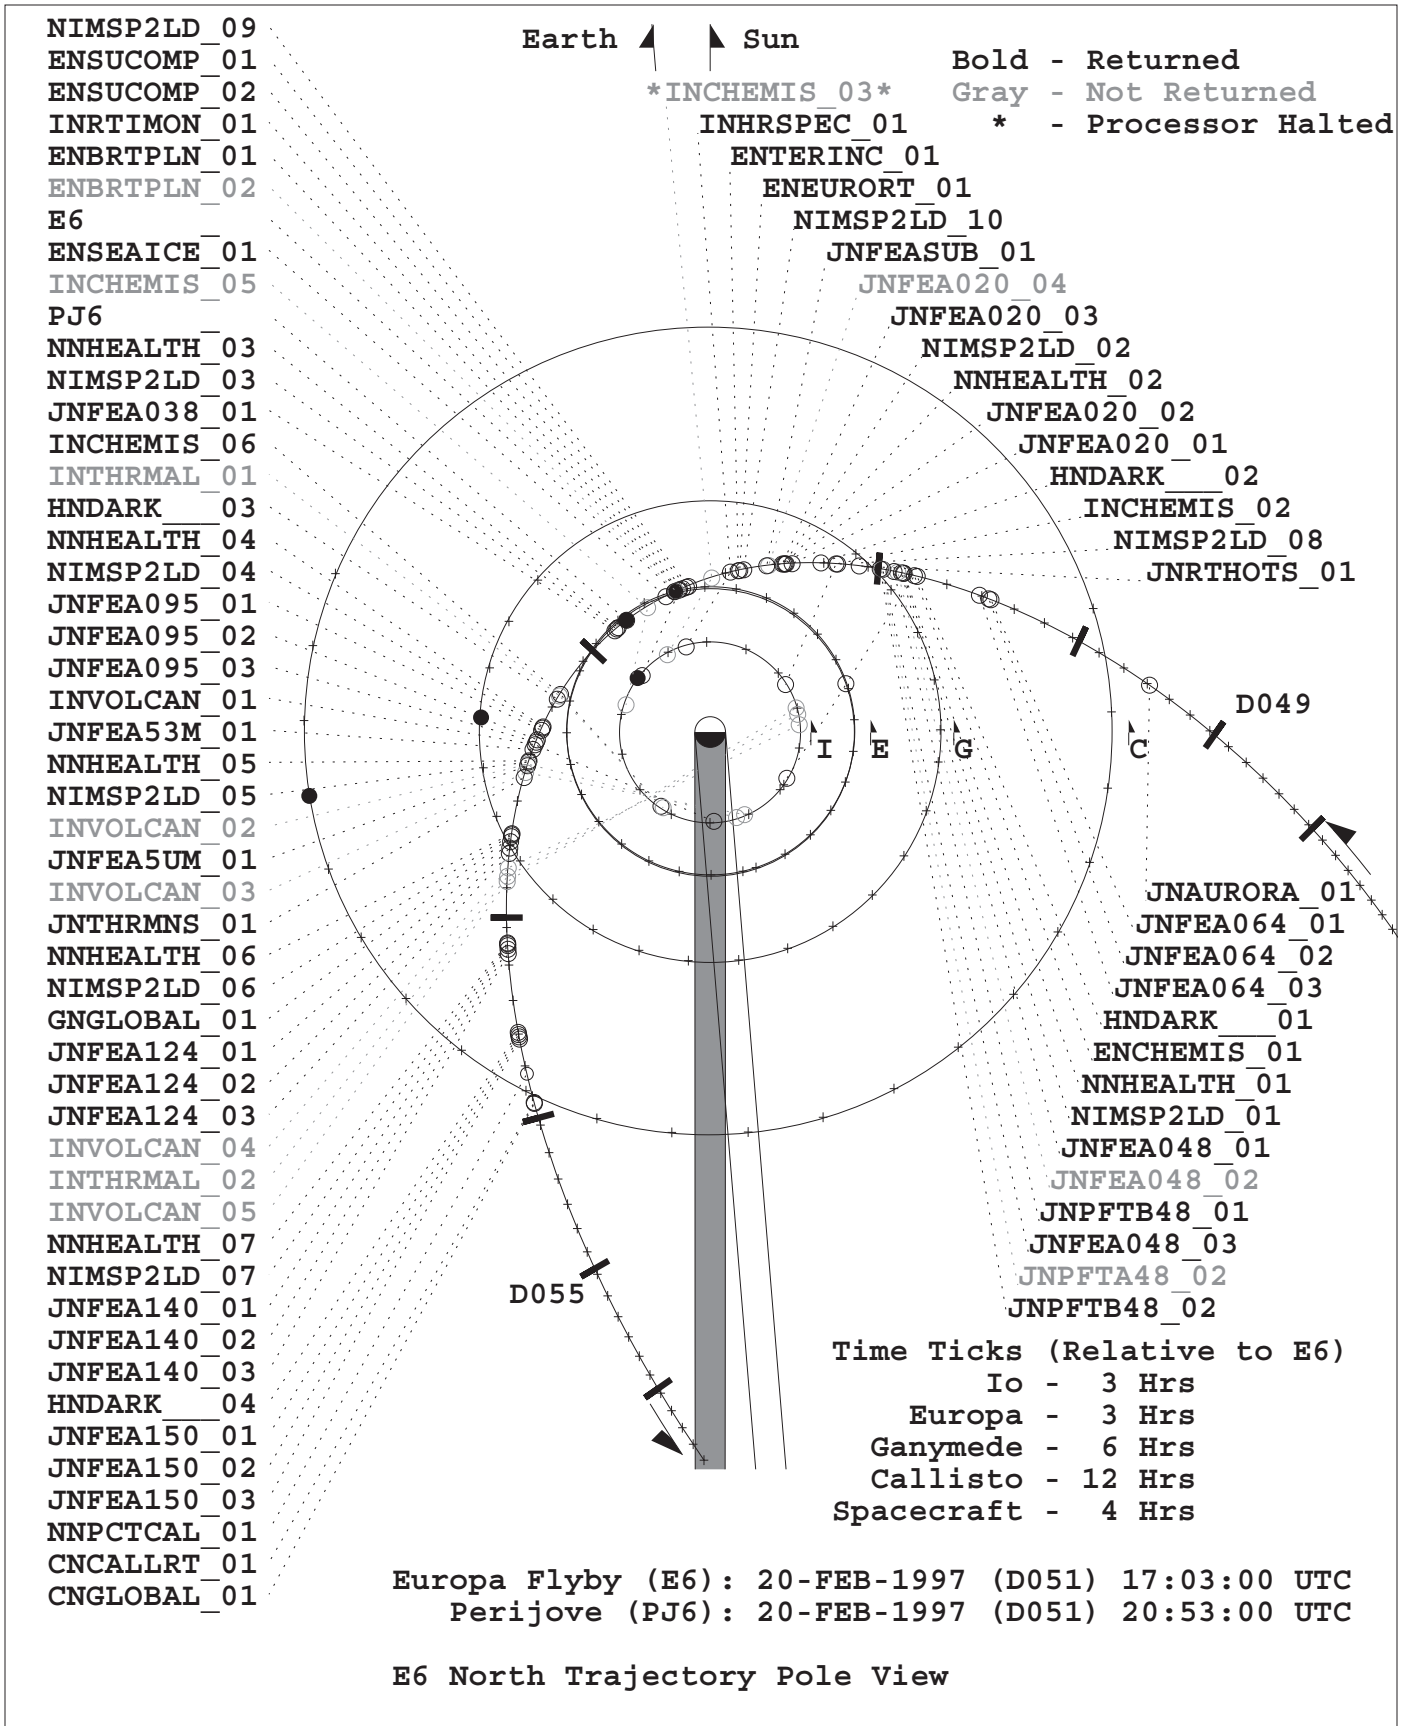 NIMSP2LD_09
ENSUCOMP_01
ENSUCOMP_02
INRTIMON_01
ENBRTPLN_01
ENBRTPLN_02
E6 _
ENSEAICE_01
INCHEMIS_05
PJ6 _
NNHEALTH_03
NIMSP2LD_03
JNFEA038_01
INCHEMIS_06
INTHRMAL_01
HNDARK___03
NNHEALTH_04
NIMSP2LD_04
JNFEA095_01
JNFEA095_02
JNFEA095_03
INVOLCAN_01
JNFEA53M_01
NNHEALTH_05
NIMSP2LD_05
INVOLCAN_02
JNFEA5UM_01
INVOLCAN_03
JNTHRMNS_01
NNHEALTH_06
NIMSP2LD_06
GNGLOBAL_01
JNFEA124_01
JNFEA124_02
JNFEA124_03
INVOLCAN_04
INTHRMAL_02
INVOLCAN_05
NNHEALTH_07
NIMSP2LD_07
JNFEA140_01
JNFEA140_02
JNFEA140_03
HNDARK___04
JNFEA150_01
JNFEA150_02
JNFEA150_03
NNPCTCAL_01
CNCALLRT_01
CNGLOBAL_01
Earth Sun
Bold - Returned
Gray - Not Returned
* - Processor Halted
*INCHEMIS_03*
INHRSPEC_01
ENTERINC_01
ENEURORT_01
NIMSP2LD_10
JNFEASUB_01
JNFEA020_04
JNFEA020_03
NIMSP2LD_02
NNHEALTH_02
JNFEA020_02
JNFEA020_01
HNDARK___02
INCHEMIS_02
NIMSP2LD_08
JNRTHOTS_01
D049
I E G C
JNAURORA_01
JNFEA064_01
JNFEA064_02
JNFEA064_03
HNDARK___01
ENCHEMIS_01
NNHEALTH_01
NIMSP2LD_01
JNFEA048_01
JNFEA048_02
JNPFTB48_01
JNFEA048_03
JNPFTA48_02
JNPFTB48_02
D055
Time Ticks (Relative to E6)
Io - 3 Hrs
Europa - 3 Hrs
Ganymede - 6 Hrs
Callisto - 12 Hrs
Spacecraft - 4 Hrs
Europa Flyby (E6): 20-FEB-1997 (D051) 17:03:00 UTC
Perijove (PJ6): 20-FEB-1997 (D051) 20:53:00 UTC
E6 North Trajectory Pole View